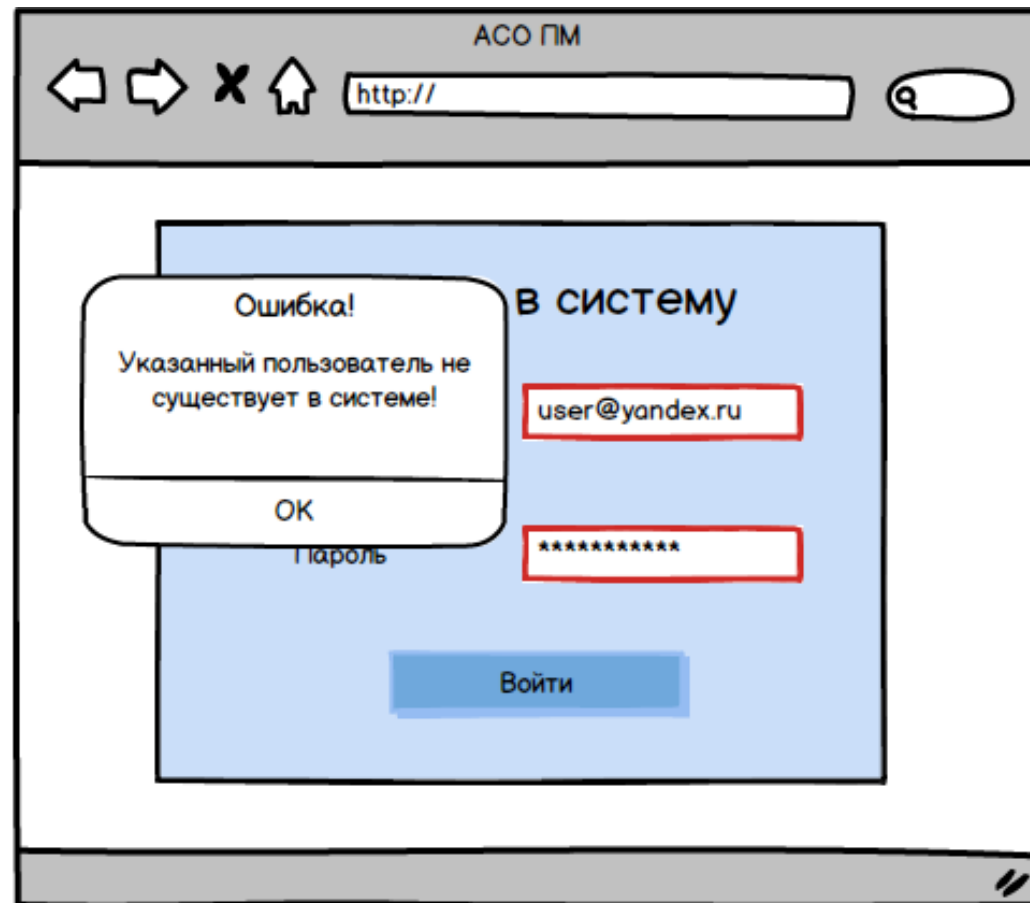 АСО ПМ
http://
в систему
Ошибка!
Указанный пользователь не
существует в системе!
OK
user@yandex.ru
Пароль
***********
Войти